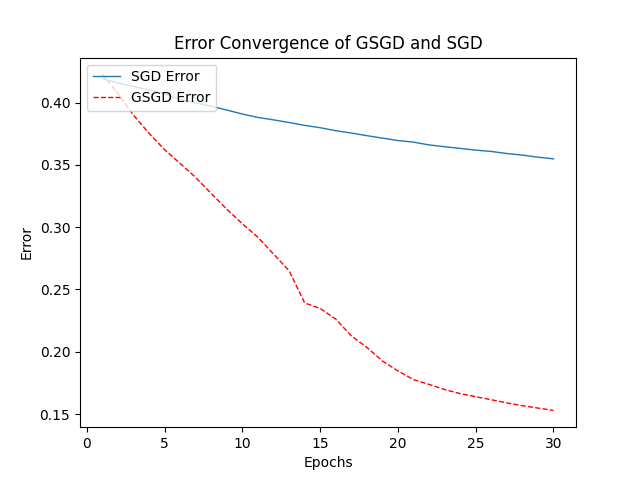 Error Convergence of GSGD and SGD
SGD Error
GSGD Error
0.40
0.35
0.30
0.25
0.20
0.15
Error
0 5 10 15 20 25 30
Epochs